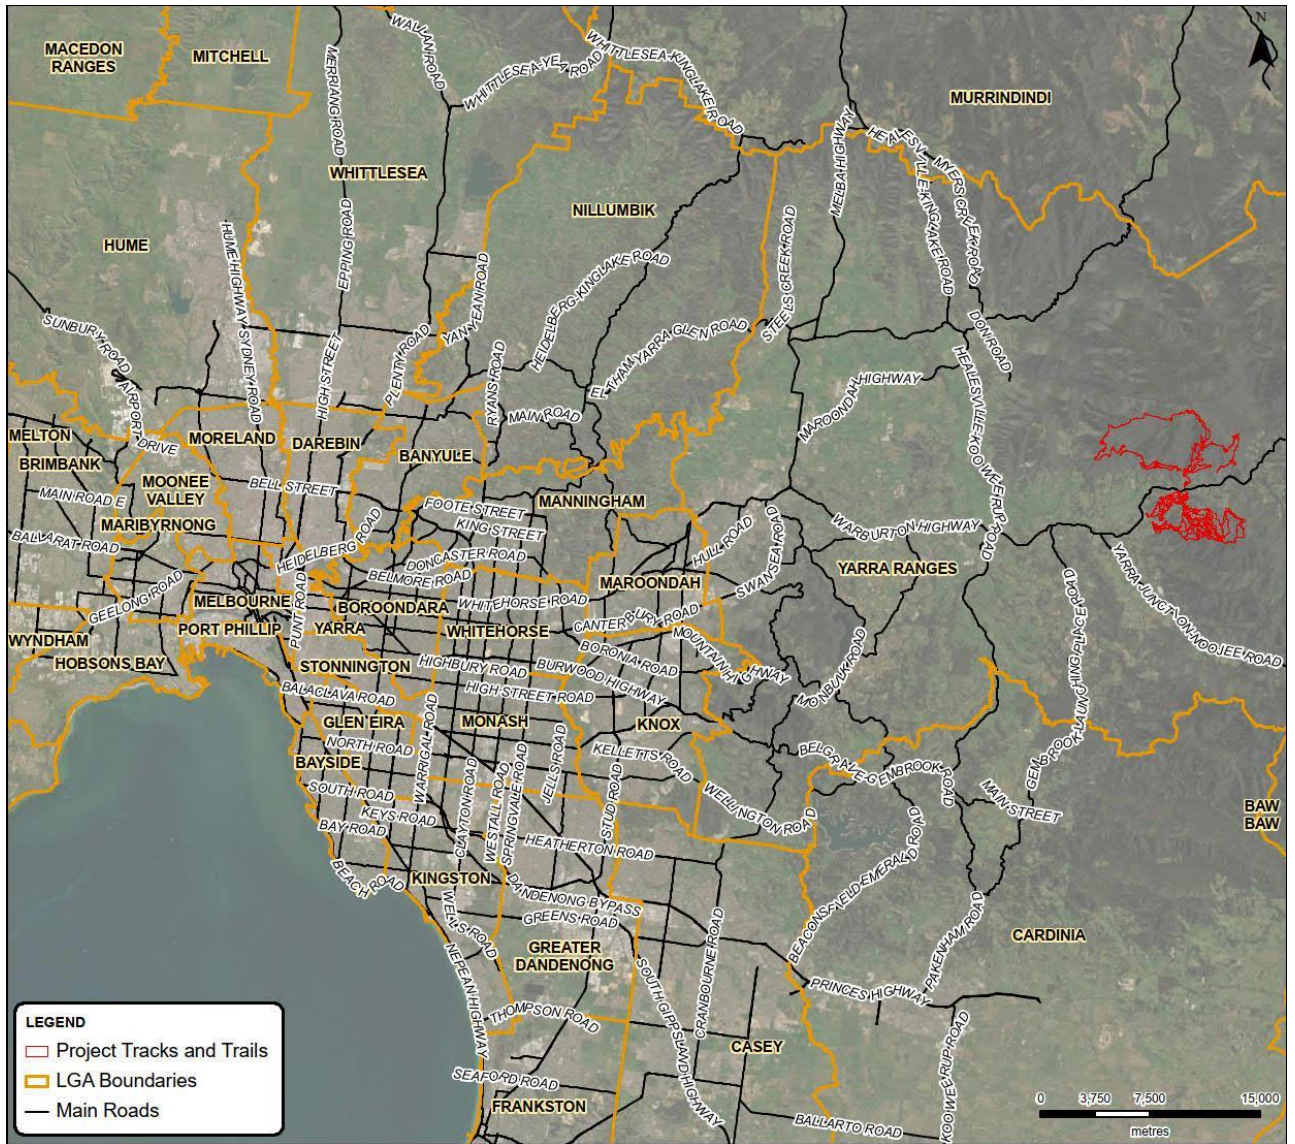 N
MACEDON
RANGES
MITCHELL
MERRIANG ROAD
WALLAN ROAD
WHITTLESEA-YEA ROAD
WHITTLESEA-KINGLAKE ROAD
MURRINDINDI
MELBA HIGHWAY
HEALESVILLE-KINGLAKE ROAD
MYERS CREEK ROAD
WHITTLESEA
NILLUMBIK
HUME
HUME HIGHWAY
SYDNEY ROAD
EPPING ROAD
YAN YEAN ROAD
HEIDELBERG-KINGLAKE ROAD
STEELS CREEK ROAD
SUNBURY ROAD
AIRPORT DRIVE
HIGH STREET
PLENTY ROAD
RYANS ROAD
ELTHAM YARRA GLEN ROAD
DON ROAD
MAROONDAH HIGHWAY
HEALESVILLE-KOO WEE RUP ROAD
MAIN ROAD
MELTON
MORELAND
DAREBIN
BANYULE
BRIMBANK
MOONEE
VALLEY
MAIN ROAD E
BELL STREET
MANNINGHAM
FOOTE STREET
KING STREET
MARIBYRNONG
BALLARAT ROAD
HEIDELBERG ROAD
DONCASTER ROAD
HULL ROAD
SWANSEA ROAD
WARBURTON HIGHWAY
YARRA JUNCTION-NOOJEE ROAD
BELMORE ROAD
MAROONDAH
YARRA RANGES
GEELONG ROAD
MELBOURNE
PUNT ROAD
BOROONDARA
WHITEHORSE ROAD
CANTERBURY ROAD
WYNDHAM
PORT PHILLIP
YARRA
WHITEHORSE
MOUNTAIN HIGHWAY
MONBULK ROAD
GEMBROOK-LAUNCHING PLACE ROAD
HOBSONS BAY
STONNINGTON
HIGHBURY ROAD
BURWOOD HIGHWAY
BORONIA ROAD
BALACLAVA ROAD
HIGH STREET ROAD
GLEN EIRA
MONASH
KNOX
NORTH ROAD
WARRIGAL ROAD
BAYSIDE
KELLETTS ROAD
BELGRAVE-GEMBROOK ROAD
SOUTH ROAD
CLAYTON ROAD
WESTALL ROAD
SPRINGVALE ROAD
JELLS ROAD
STUD ROAD
WELLINGTON ROAD
MAIN STREET
BAW
BAW
KEYS ROAD
BAY ROAD
HEATHERTON ROAD
BEACH ROAD
KINGSTON
DANDENONG BYPASS
BEACONSFIELD-EMERALD ROAD
WELLS ROAD
GREENS ROAD
CRANBOURNE ROAD
PAKENHAM ROAD
CARDINIA
GREATER
DANDENONG
NEPEAN HIGHWAY
SOUTH GIPPSLAND HIGHWAY
PRINCES HIGHWAY
THOMPSON ROAD
CASEY
KOO WEE RUP ROAD
SEAFORD ROAD
FRANKSTON
BALLARTO ROAD
LEGEND
Project Tracks and Trails
LGA Boundaries
Main Roads
0 3,750 7,500 15,000
metres